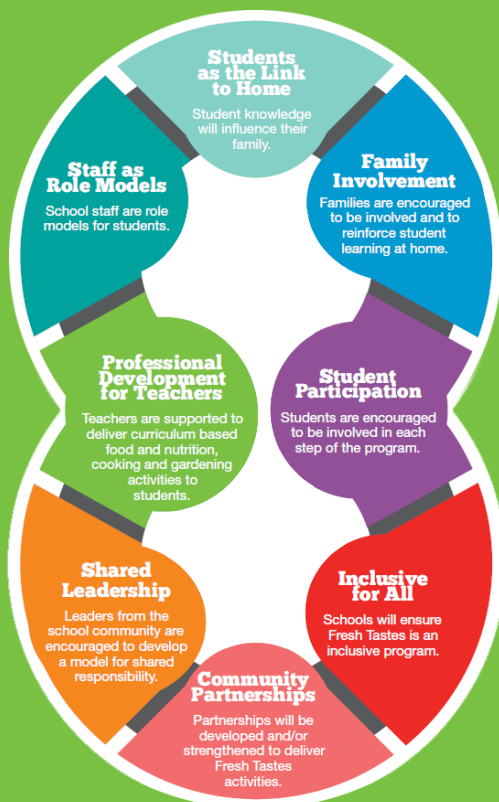 Students
as the Link
to Home
Student knowledge
will influence their
family.
Family
Involvement
Families are encouraged
to be involved and to
reinforce student
learning at home.
Student
Participation
Students are encouraged
to be involved in each
step of the program.
Inclusive
for All
Schools will ensure
Fresh Tastes is an
inclusive program.
Community
Partnerships
Partnerships will be
developed and/or
strengthened to deliver
Fresh Tastes
activities.
Shared
Leadership
Leaders from the
school community are
encouraged to develop
a model for shared
responsibility.
Professional
Development
for Teachers
Teachers are supported to
deliver curriculum based
food and nutrition,
cooking and gardening
activities to
students.
Staff as
Role Models
School staff are role
models for students.